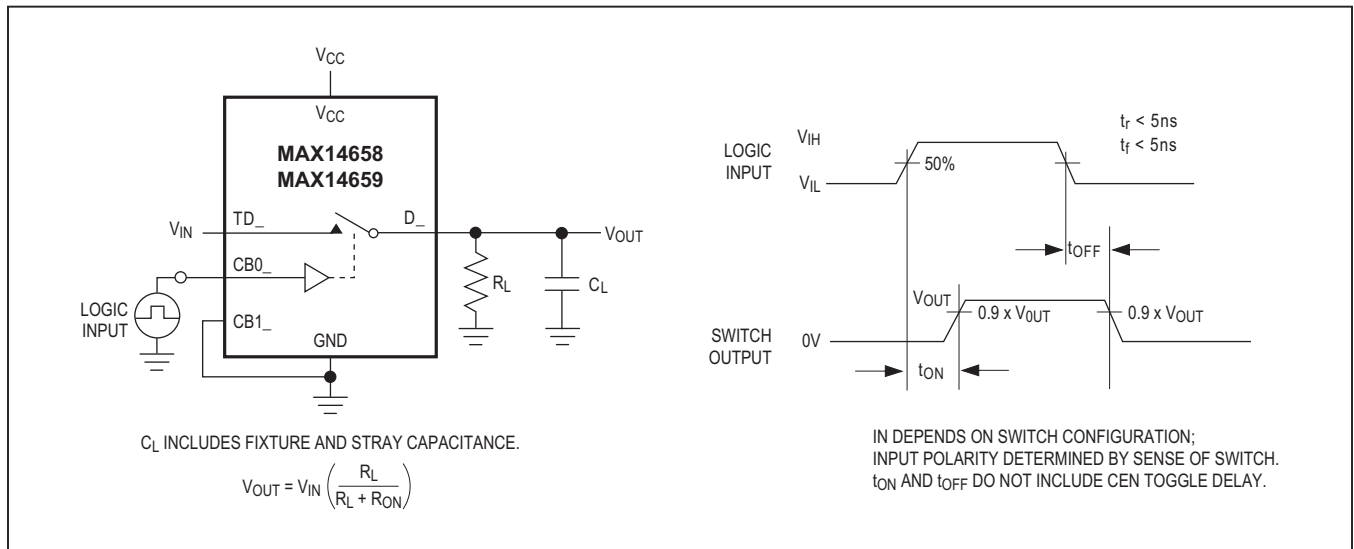 VCC
VCC
MAX14658
MAX14659
VIN
TD_
D_
VOUT
CB0_
RL
CL
LOGIC
INPUT
CB1_
GND
CL INCLUDES FIXTURE AND STRAY CAPACITANCE.
VOUT = VIN ( RL / RL + RON )
LOGIC
INPUT
VIH
VIL
50%
tr < 5ns
tf < 5ns
tOFF
VOUT
0.9 x V0UT
0.9 x VOUT
SWITCH
OUTPUT
0V
tON
IN DEPENDS ON SWITCH CONFIGURATION;
INPUT POLARITY DETERMINED BY SENSE OF SWITCH.
tON AND tOFF DO NOT INCLUDE CEN TOGGLE DELAY.